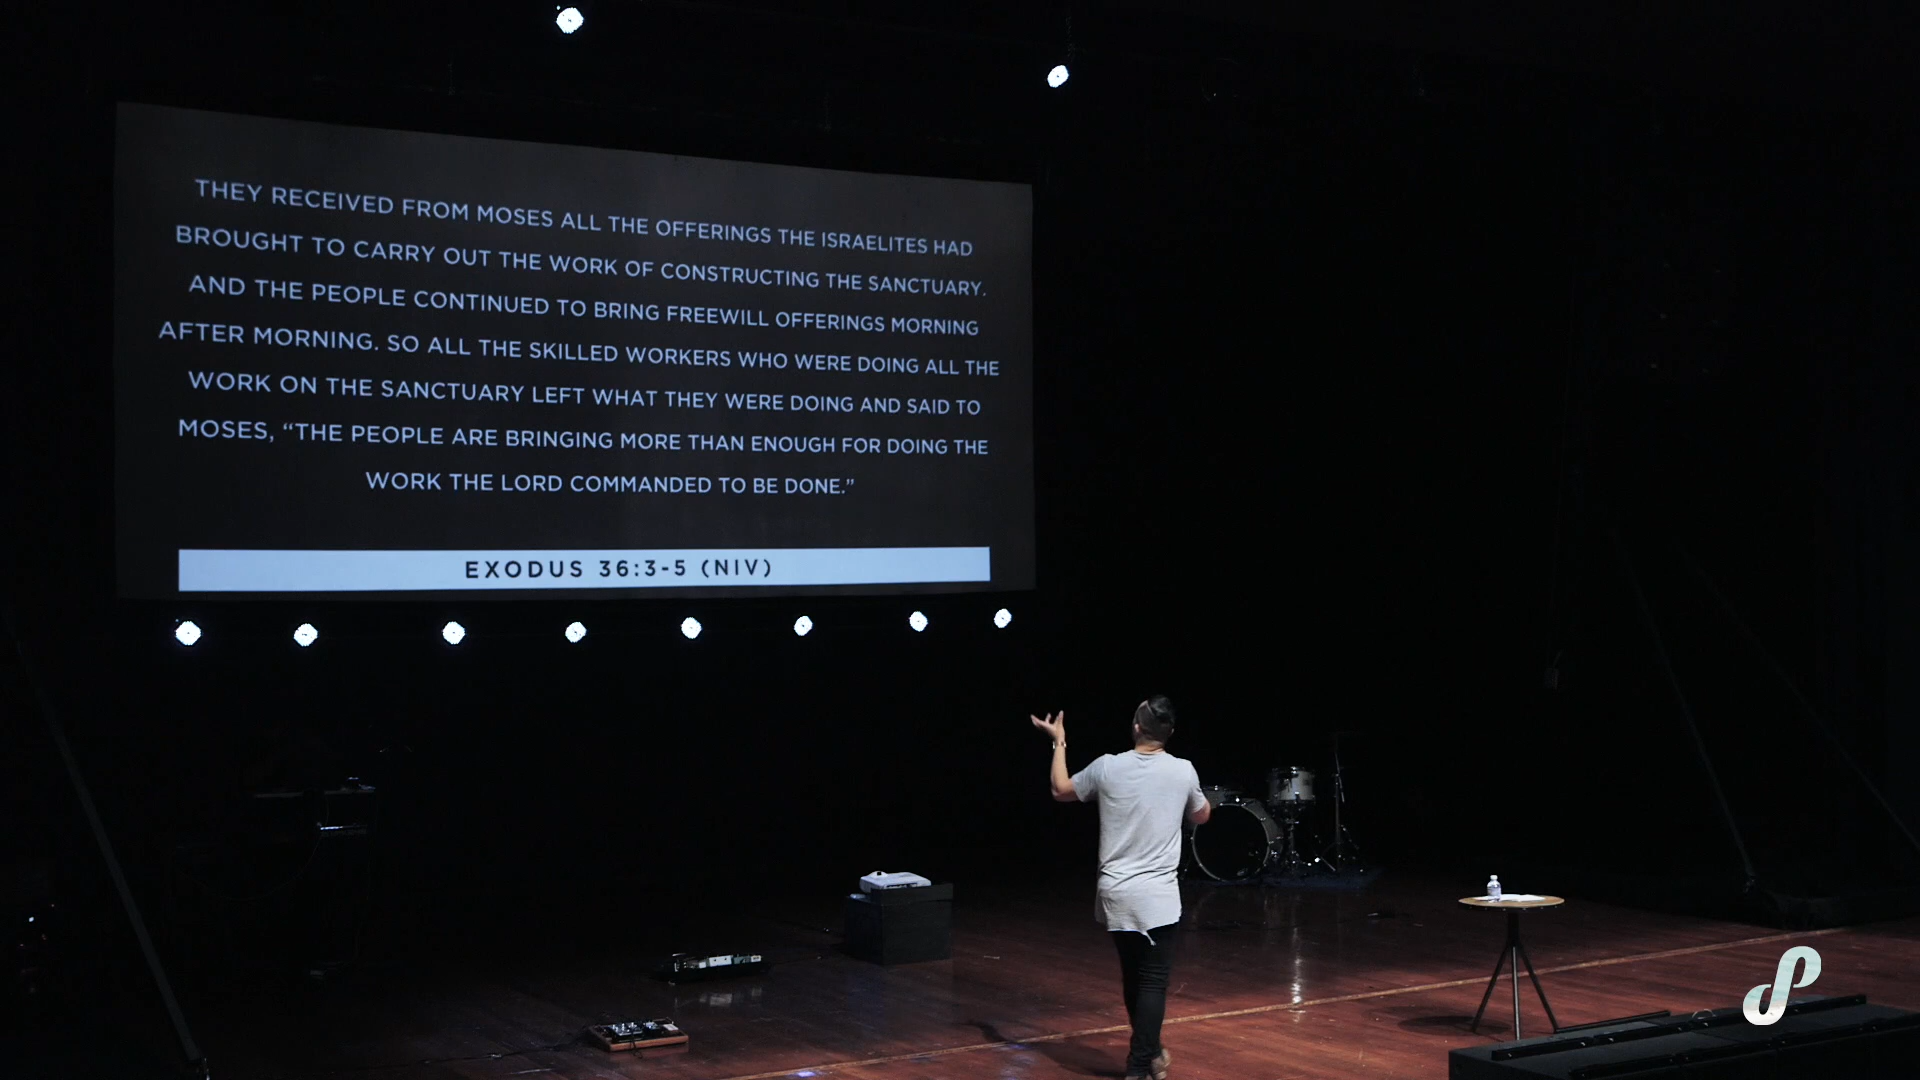 THEY RECEIVED FROM MOSES ALL THE OFFERINGS THE ISRAELITES HAD
BROUGHT TO CARRY OUT THE WORK OF CONSTRUCTING THE SANCTUARY.
AND THE PEOPLE CONTINUED TO BRING FREEWILL OFFERINGS MORNING
AFTER MORNING. SO ALL THE SKILLED WORKERS WHO WERE DOING ALL THE
WORK ON THE SANCTUARY LEFT WHAT THEY WERE DOING AND SAID TO
MOSES, “THE PEOPLE ARE BRINGING MORE THAN ENOUGH FOR DOING THE
WORK THE LORD COMMANDED TO BE DONE.”
EXODUS 36:3-5 (NIV)